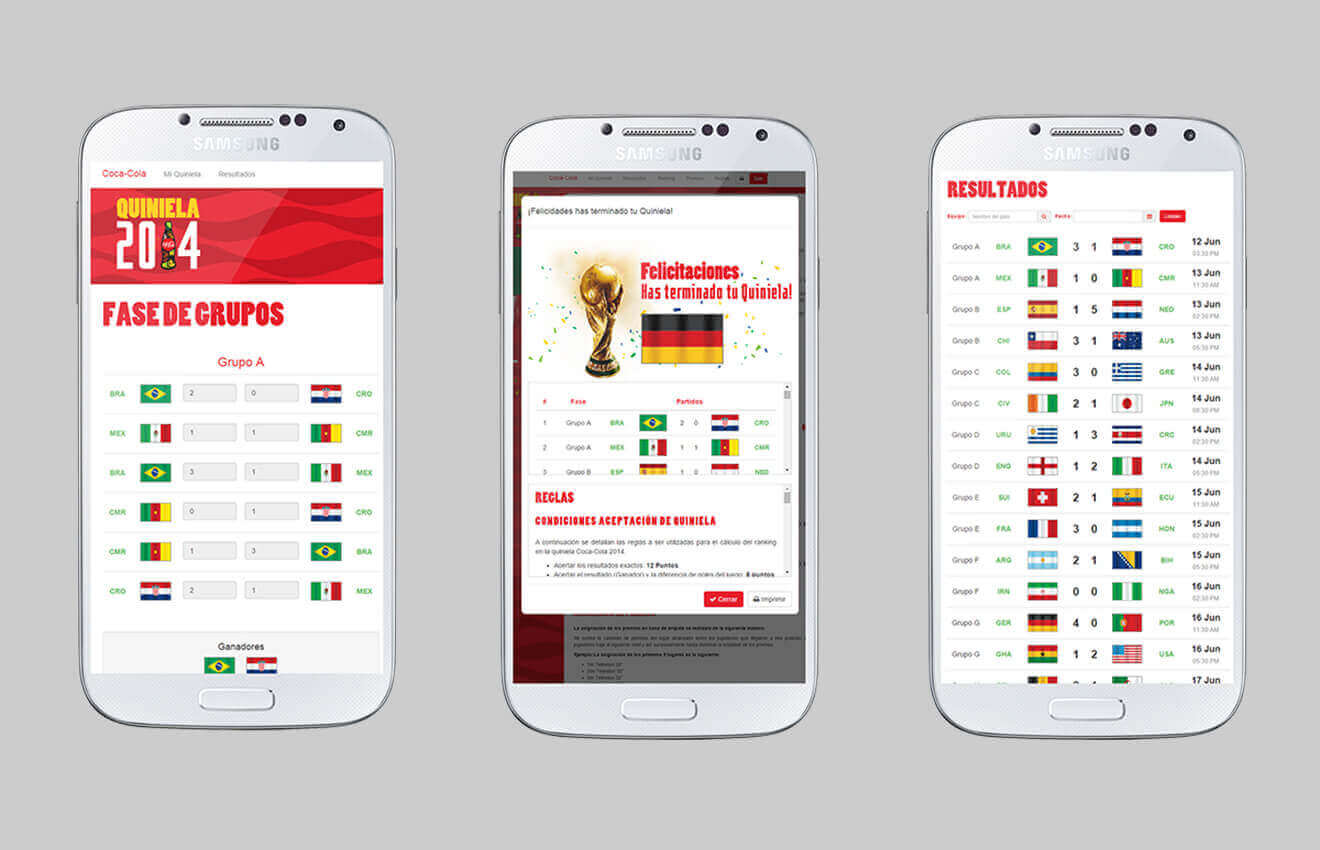 SAMSUNG
Coca-Cola Mi Quiniela Resultados
QUINIELA
2014
FASE DE GRUPOS
Grupo A
BRA 2 0 CRO
MEX 1 1 CMR
BRA 3 1 MEX
CMR 0 1 CRO
CMR 1 3 BRA
CRO 2 1 MEX
Ganadores
SAMSUNG
Coca-Cola
¡Felicidades has terminado tu Quiniela!
Felicitaciones
Has terminado tu Quiniela!
# Fase Partidos
1 Grupo A BRA 2 0 CRO
2 Grupo A MEX 1 1 CMR
3 Grupo B ESP 1 0 NED
REGLAS
CONDICIONES ACEPTACIÓN DE QUINIELA
A continuación se detallan las reglas a ser utilizadas para el cálculo del ranking
en la quiniela Coca-Cola 2014.
• Acertar los resultados exactos: 12 Puntos
• Acertar el resultado (Ganador) y la diferencia de goles del juego: 8 puntos
Cerrar Imprimir
SAMSUNG
RESULTADOS
Equipo Nombre de país Fecha
Grupo A BRA 3 1 CRO 12 Jun
03:30 PM
Grupo A MEX 1 0 CMR 13 Jun
11:30 AM
Grupo B ESP 1 5 NED 13 Jun
02:30 PM
Grupo B CHI 3 1 AUS 13 Jun
05:30 PM
Grupo C COL 3 0 GRE 14 Jun
11:30 AM
Grupo C CIV 2 1 JPN 14 Jun
08:30 PM
Grupo D URU 1 3 CRC 14 Jun
02:30 PM
Grupo D ENG 1 2 ITA 14 Jun
05:30 PM
Grupo E SUI 2 1 ECU 15 Jun
11:30 AM
Grupo E FRA 3 0 HON 15 Jun
02:30 PM
Grupo F ARG 2 1 BIH 15 Jun
05:30 PM
Grupo F IRN 0 0 NGA 16 Jun
02:30 PM
Grupo G GER 4 0 POR 16 Jun
11:30 AM
Grupo G GHA 1 2 USA 16 Jun
05:30 PM
17 Jun